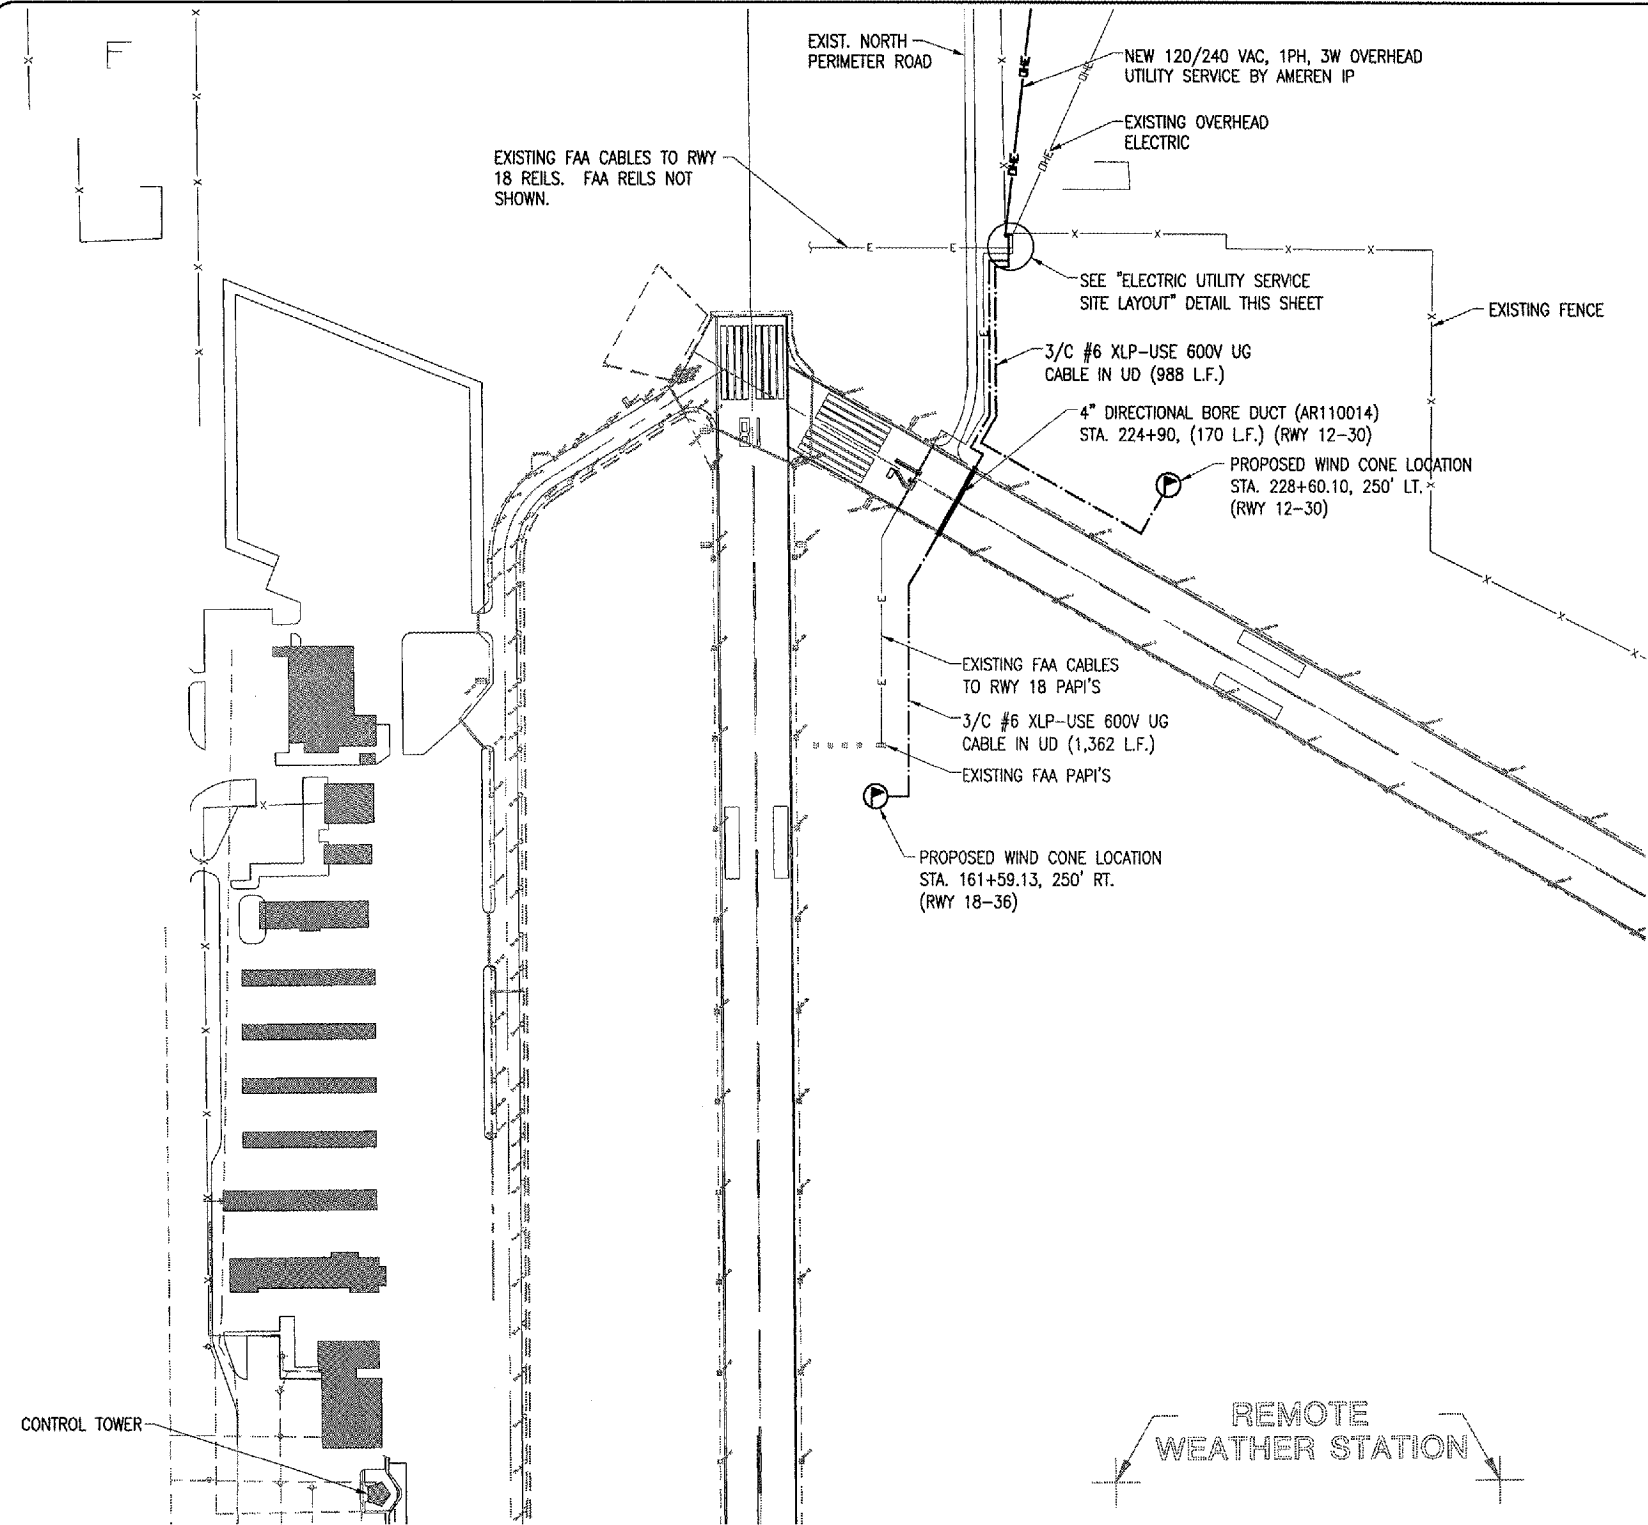 EXIST. NORTH
PERIMETER ROAD
NEW 120/240 VAC, 1PH, 3W OVERHEAD
UTILITY SERVICE BY AMEREN IP
OHE
OHE
EXISTING OVERHEAD
ELECTRIC
OHE
OHE
EXISTING FAA CABLES TO RWY
18 REILS. FAA REILS NOT
SHOWN.
X
X
X
X
X
X
X
X
E
E
X
X
X
X
SEE "ELECTRIC UTILITY SERVICE
SITE LAYOUT" DETAIL THIS SHEET
EXISTING FENCE
X
E
3/C #6 XLP-USE 600V UG
CABLE IN UD (988 L.F.)
X
4" DIRECTIONAL BORE DUCT (AR110014)
STA. 224+90, (170 L.F.) (RWY 12-30)
PROPOSED WIND CONE LOCATION
STA. 228+60.10, 250' LT.
(RWY 12-30)
X
X
X
X
E
EXISTING FAA CABLES
TO RWY 18 PAPI'S
E
3/C #6 XLP-USE 600V UG
CABLE IN UD (1,362 L.F.)
EXISTING FAA PAPI'S
X
PROPOSED WIND CONE LOCATION
STA. 161+59.13, 250' RT.
(RWY 18-36)
X
X
X
X
X
X
CONTROL TOWER
REMOTE
WEATHER STATION